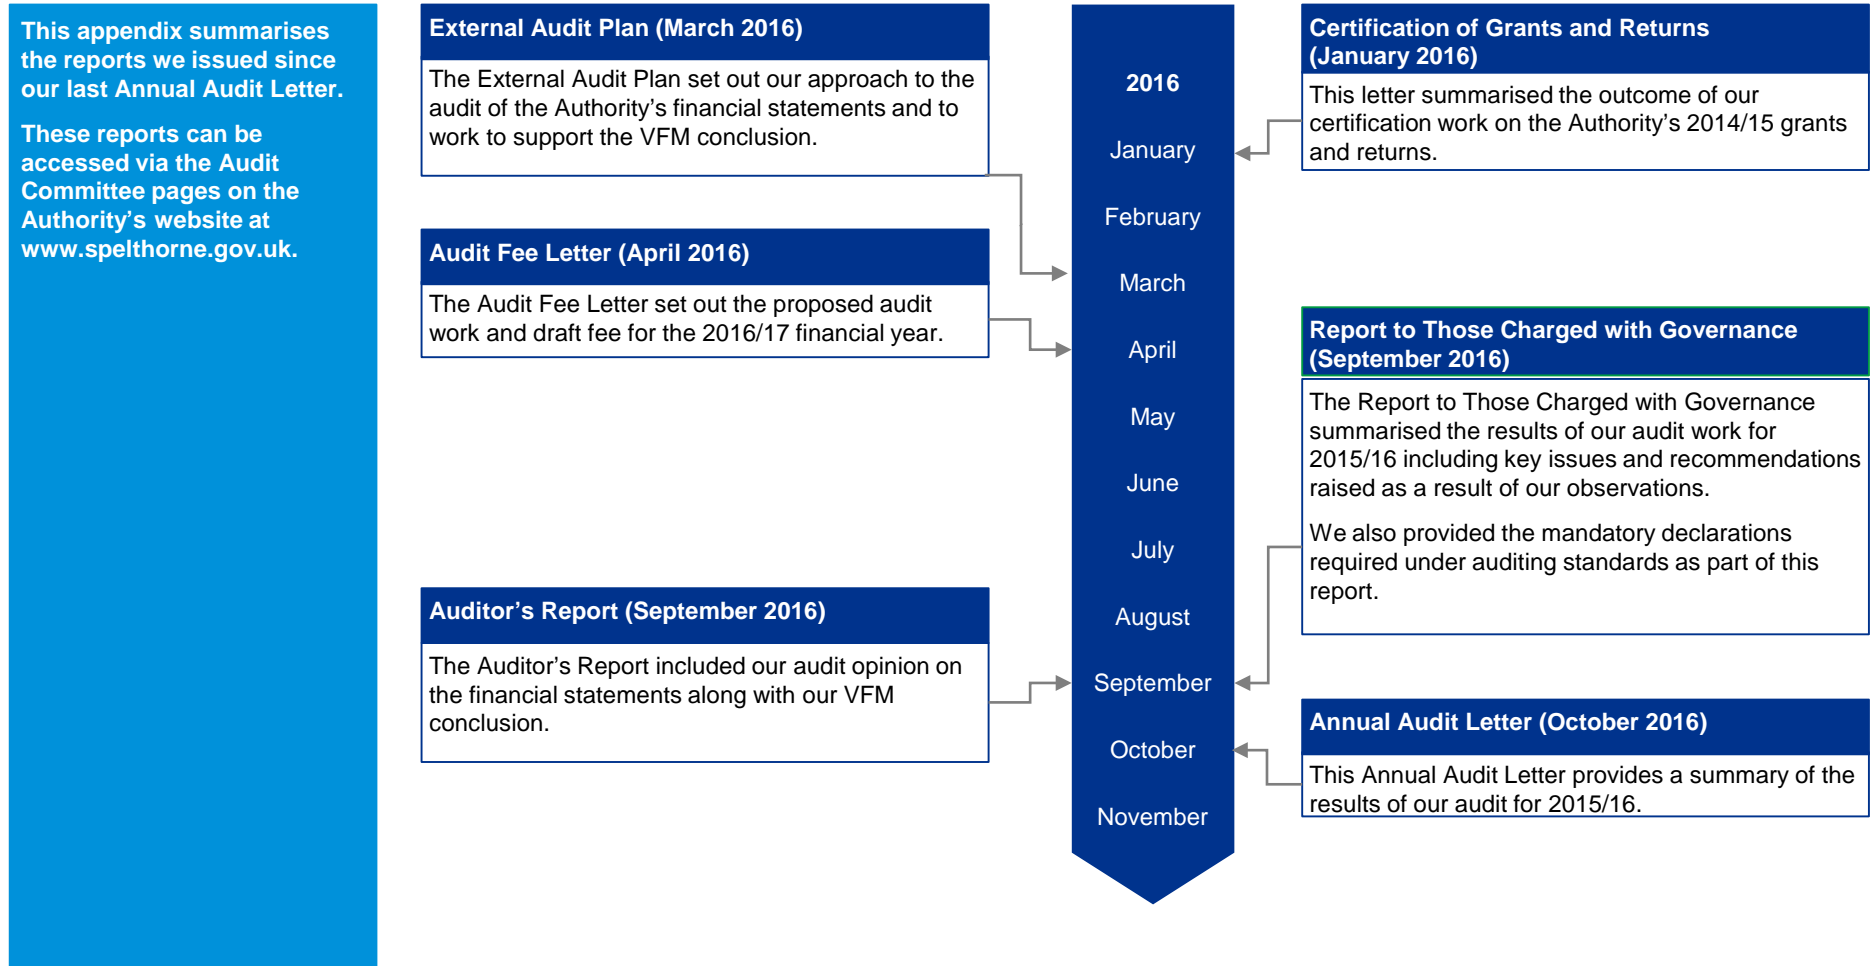 This appendix summarises
the reports we issued since
our last Annual Audit Letter.
These reports can be
accessed via the Audit
Committee pages on the
Authority’s website at
www.spelthorne.gov.uk.
External Audit Plan (March 2016)
The External Audit Plan set out our approach to the
audit of the Authority’s financial statements and to
work to support the VFM conclusion.
Audit Fee Letter (April 2016)
The Audit Fee Letter set out the proposed audit
work and draft fee for the 2016/17 financial year.
Auditor’s Report (September 2016)
The Auditor’s Report included our audit opinion on
the financial statements along with our VFM
conclusion.
2016
January
February
March
April
May
June
July
August
September
October
November
Certification of Grants and Returns
(January 2016)
This letter summarised the outcome of our
certification work on the Authority’s 2014/15 grants
and returns.
Report to Those Charged with Governance
(September 2016)
The Report to Those Charged with Governance
summarised the results of our audit work for
2015/16 including key issues and recommendations
raised as a result of our observations.
We also provided the mandatory declarations
required under auditing standards as part of this
report.
Annual Audit Letter (October 2016)
This Annual Audit Letter provides a summary of the
results of our audit for 2015/16.